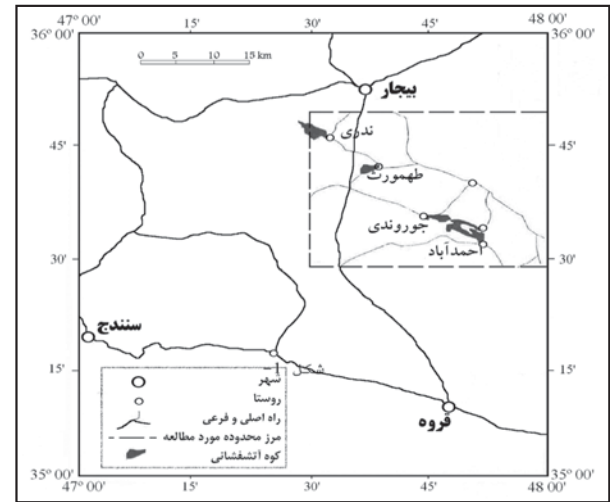 47° 00'
15'
30'
45'
48° 00'
36° 00'
36° 00'
0 5 10 15 km
بیجار
45'
45'
ندری
طهمورث
جوروندی
احمدآباد
30'
30'
سنندج
15'
15'
شکل 1-
شهر
روستا
راه اصلی و فرعی
مرز محدوده مورد مطالعه
کوه آتشفشانی
قروه
35° 00'
35° 00'
47° 00'
15'
30'
45'
48° 00'